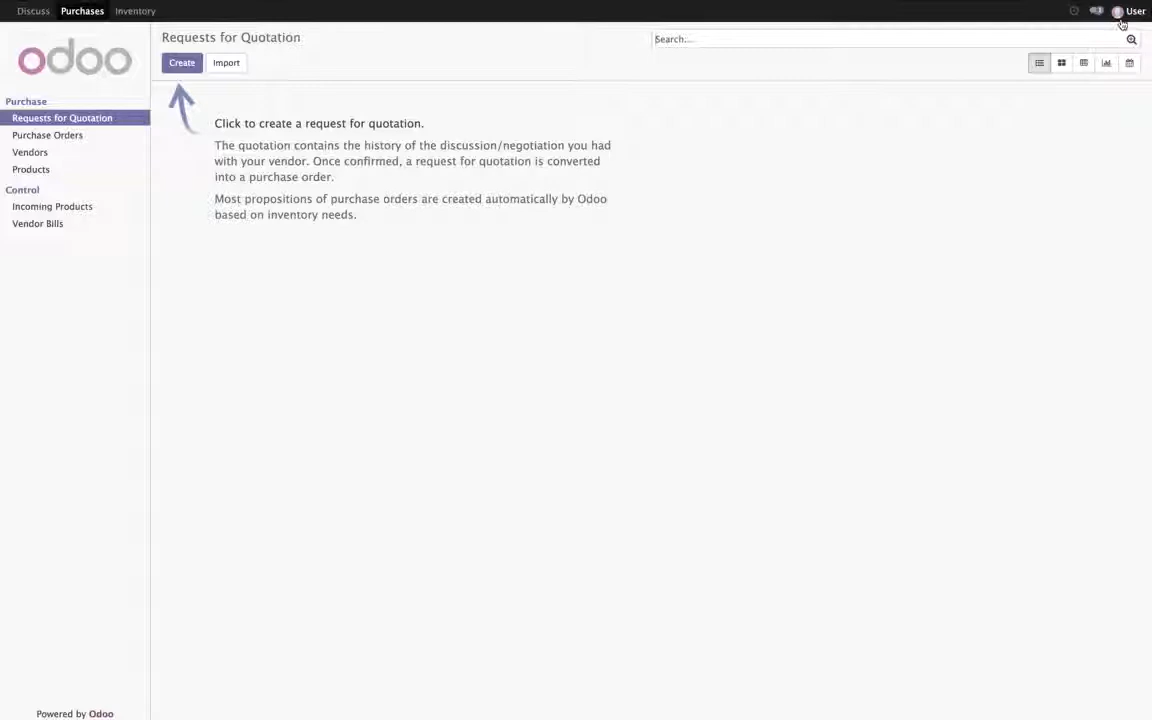 Discuss Purchases Inventory User
odoo
Requests for Quotation
Search...
Create Import
Purchase
Requests for Quotation
Purchase Orders
Vendors
Products
Control
Incoming Products
Vendor Bills
Click to create a request for quotation.
The quotation contains the history of the discussion/negotiation you had
with your vendor. Once confirmed, a request for quotation is converted
into a purchase order.
Most propositions of purchase orders are created automatically by Odoo
based on inventory needs.
Powered by Odoo